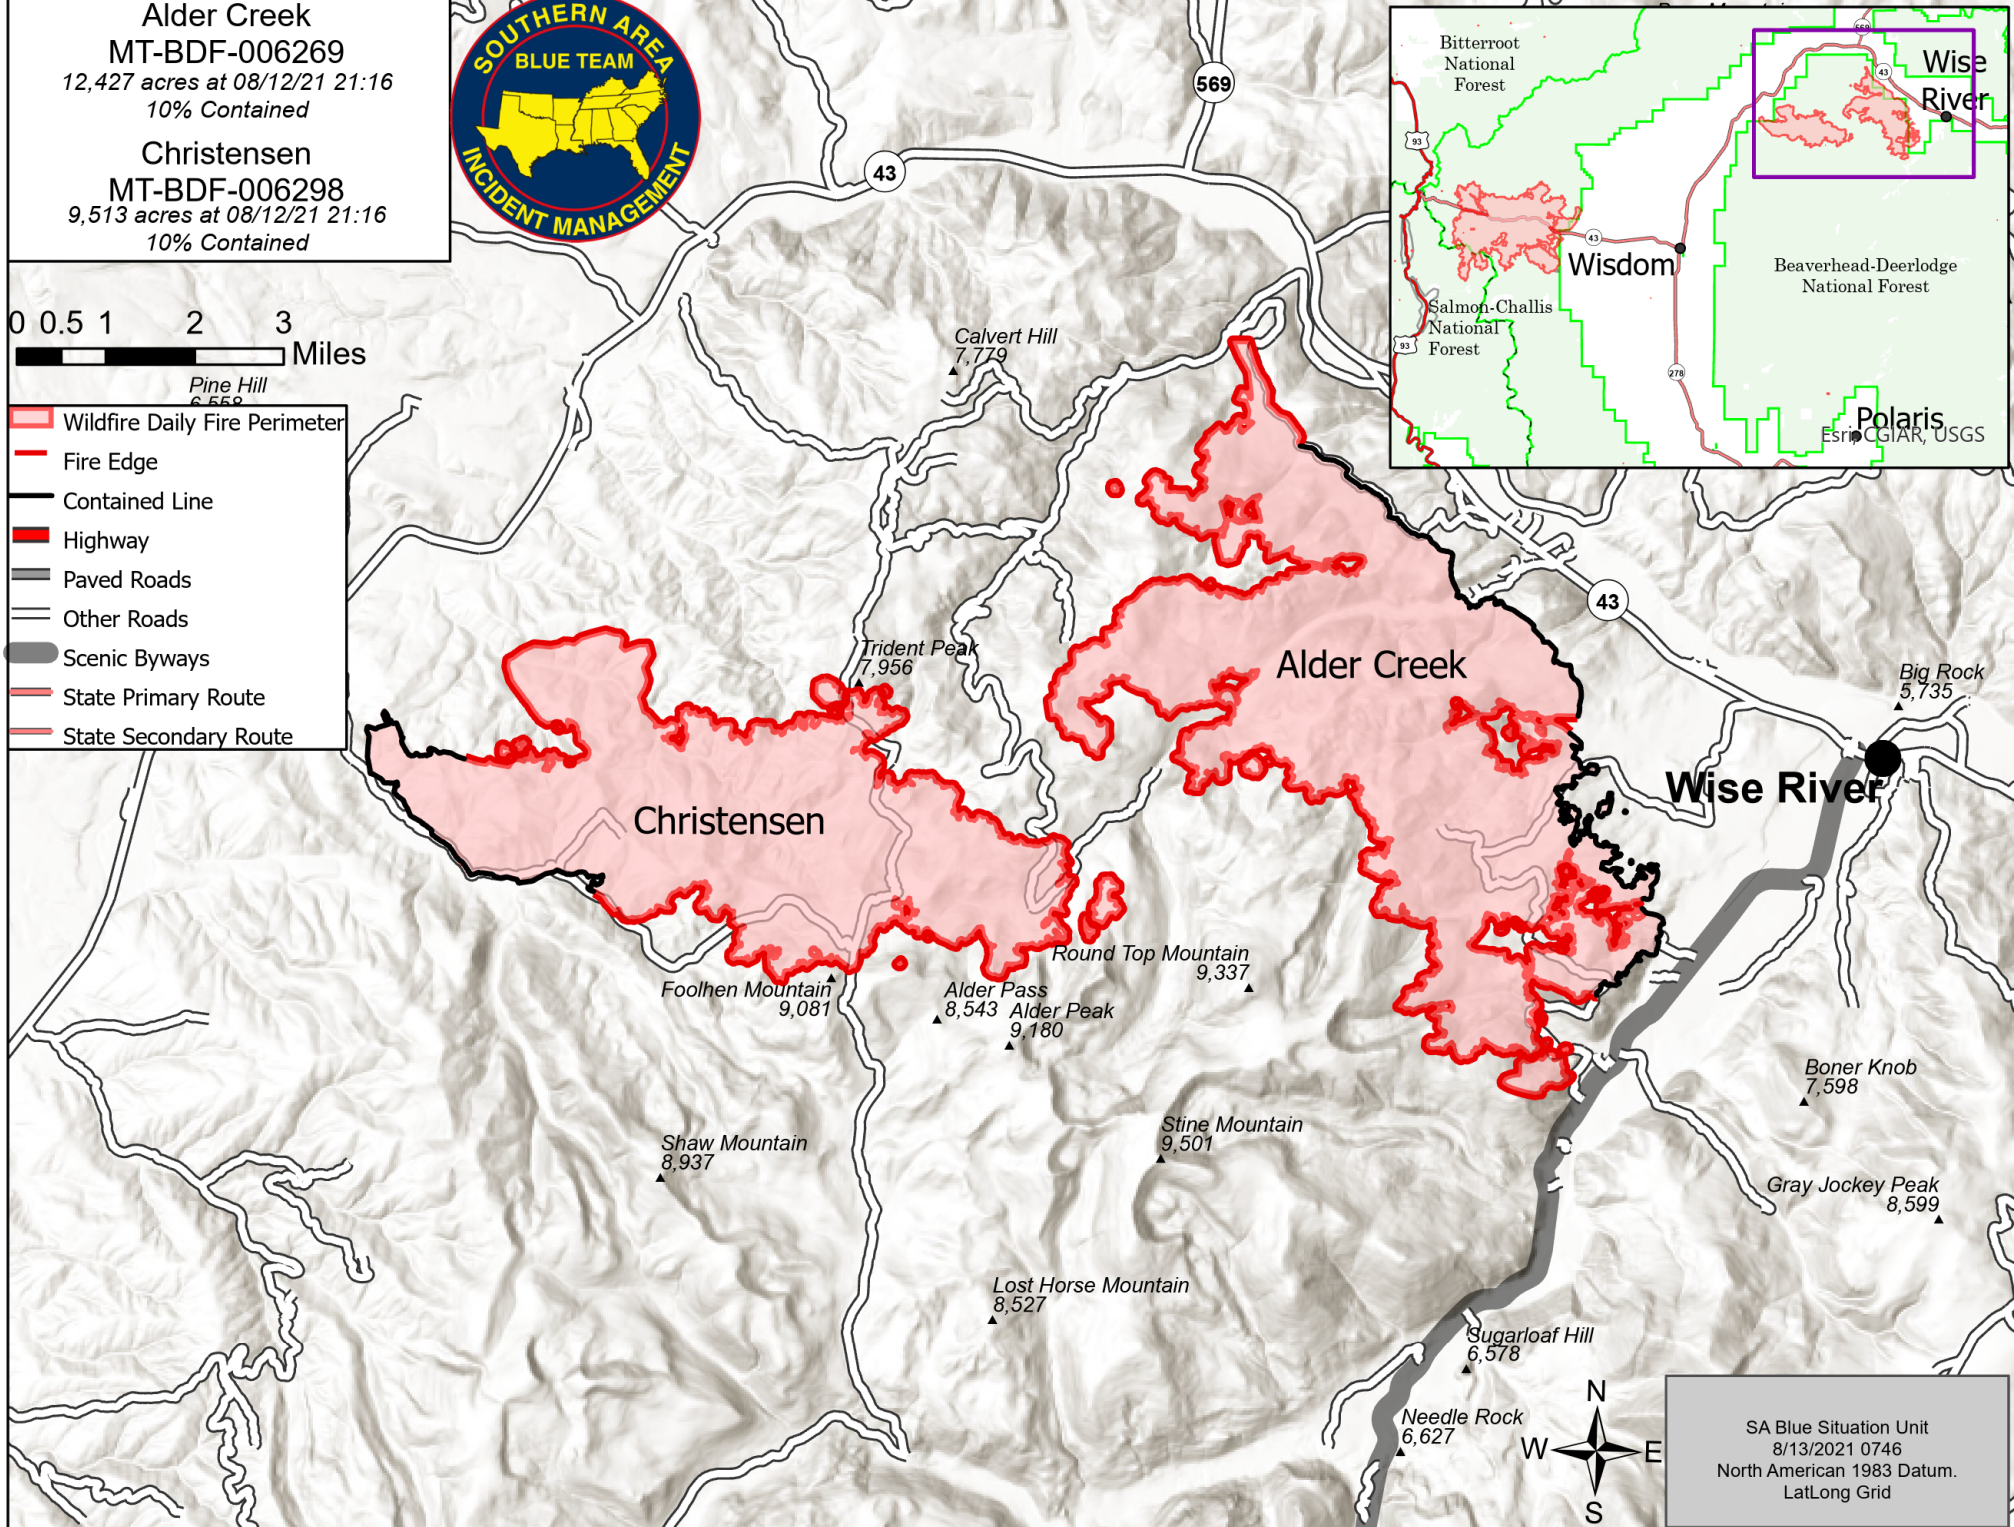 Alder Creek
MT-BDF-006269
12,427 acres at 08/12/21 21:16
10% Contained
Christensen
MT-BDF-006298
9,513 acres at 08/12/21 21:16
10% Contained
SOUTHERN AREA
BLUE TEAM
INCIDENT MANAGEMENT
0 0.5 1 2 3
Miles
Pine Hill
6,558
Wildfire Daily Fire Perimeter
Fire Edge
Contained Line
Highway
Paved Roads
Other Roads
Scenic Byways
State Primary Route
State Secondary Route
569
43
Calvert Hill
7,779
Bitterroot
National
Forest
569
43
Wise
River
93
43
Wisdom
Beaverhead-Deerlodge
National Forest
Salmon-Challis
National
Forest
93
278
Polaris
Esri, CGIAR, USGS
43
Trident Peak
7,956
Alder Creek
Big Rock
5,735
Christensen
Wise River
Round Top Mountain
9,337
Foolhen Mountain
9,081
Alder Pass
8,543
Alder Peak
9,180
Boner Knob
7,598
Shaw Mountain
8,937
Stine Mountain
9,501
Gray Jockey Peak
8,599
Lost Horse Mountain
8,527
Sugarloaf Hill
6,578
Needle Rock
6,627
N
W E
S
SA Blue Situation Unit
8/13/2021 0746
North American 1983 Datum.
LatLong Grid